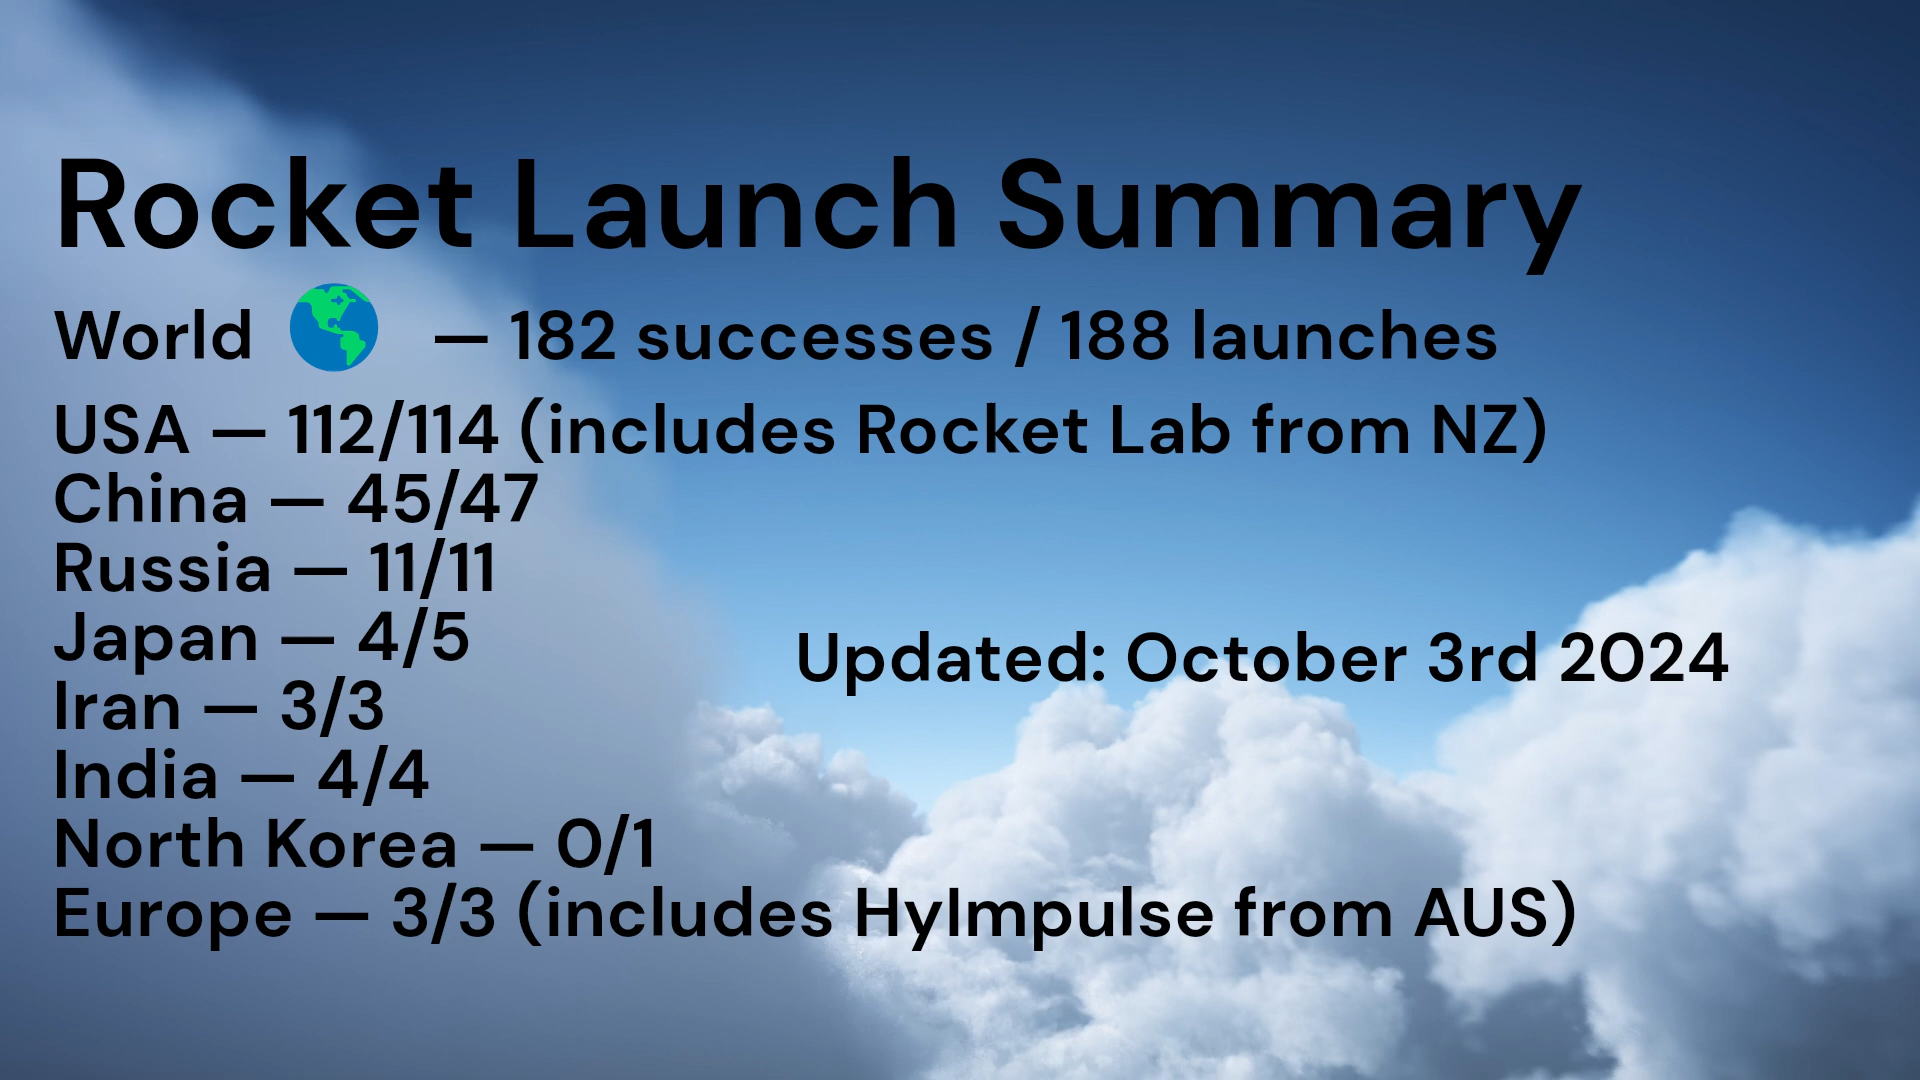 Rocket Launch Summary
World 🌎 — 182 successes / 188 launches
USA — 112/114 (includes Rocket Lab from NZ)
China — 45/47
Russia — 11/11
Japan — 4/5
Iran — 3/3
India — 4/4
North Korea — 0/1
Europe — 3/3 (includes HyImpulse from AUS)
Updated: October 3rd 2024